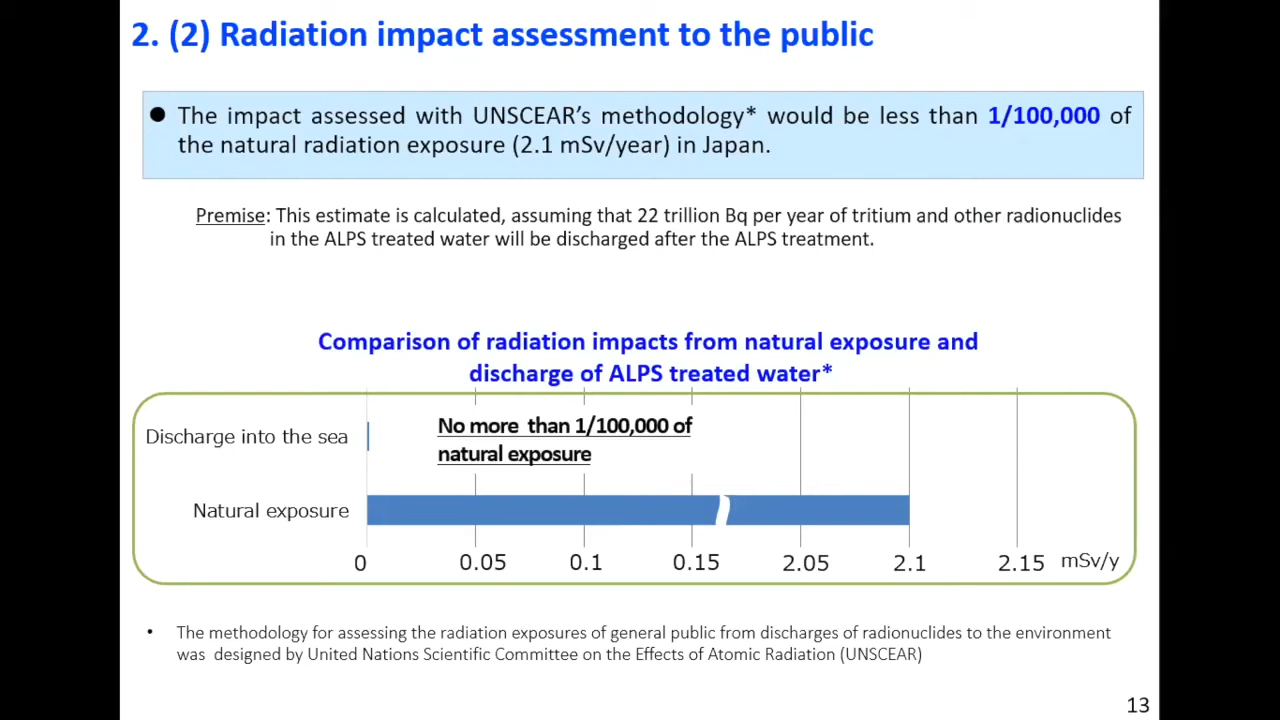 2. (2) Radiation impact assessment to the public
● The impact assessed with UNSCEAR's methodology* would be less than 1/100,000 of
the natural radiation exposure (2.1 mSv/year) in Japan.
Premise: This estimate is calculated, assuming that 22 trillion Bq per year of tritium and other radionuclides
in the ALPS treated water will be discharged after the ALPS treatment.
Comparison of radiation impacts from natural exposure and
discharge of ALPS treated water*
Discharge into the sea
No more than 1/100,000 of
natural exposure
Natural exposure
0 0.05 0.1 0.15 2.05 2.1 2.15 mSv/y
• The methodology for assessing the radiation exposures of general public from discharges of radionuclides to the environment
was designed by United Nations Scientific Committee on the Effects of Atomic Radiation (UNSCEAR)
13